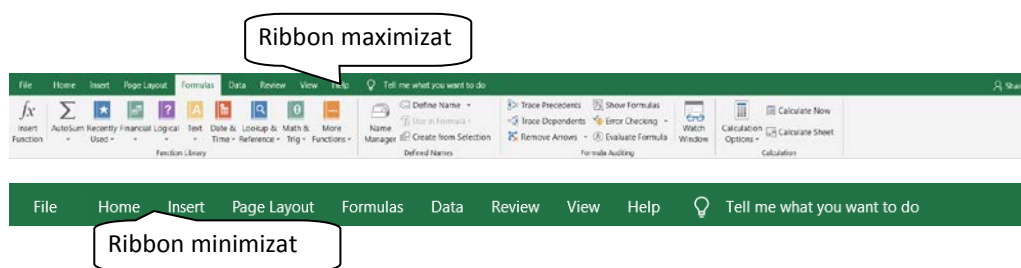 Ribbon maximizat
File Home Insert Page Layout Formulas Data Review View Help Tell me what you want to do Shar
fx Insert Function
AutoSum
Recently Used
Financial
Logical
Text
Date & Time
Lookup & Reference
Math & Trig
More Functions
Function Library
Name Manager
Define Name
Use in Formula
Create from Selection
Defined Names
Trace Precedents
Trace Dependents
Remove Arrows
Show Formulas
Error Checking
Evaluate Formula
Formula Auditing
Watch Window
Calculation Options
Calculate Now
Calculate Sheet
Calculation
File Home Insert Page Layout Formulas Data Review View Help Tell me what you want to do
Ribbon minimizat